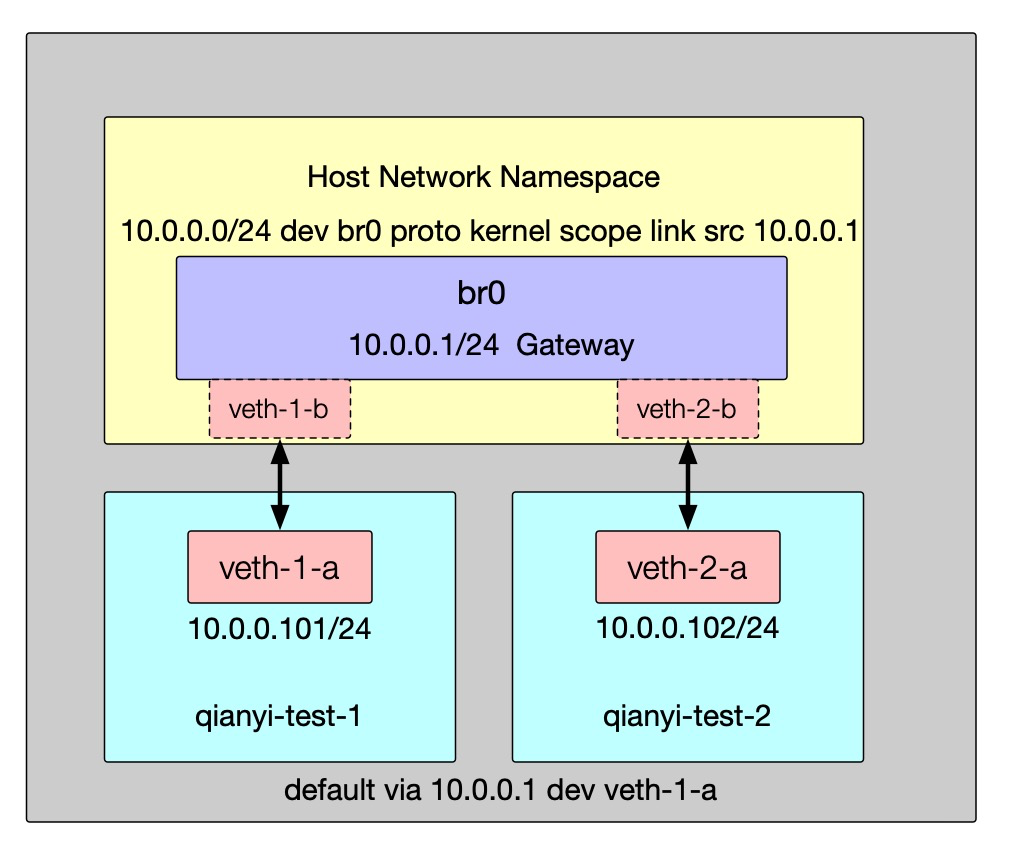 Host Network Namespace
10.0.0.0/24 dev br0 proto kernel scope link src 10.0.0.1
br0
10.0.0.1/24  Gateway
veth-1-b
veth-2-b
veth-1-a
veth-2-a
10.0.0.101/24
10.0.0.102/24
qianyi-test-1
qianyi-test-2
default via 10.0.0.1 dev veth-1-a